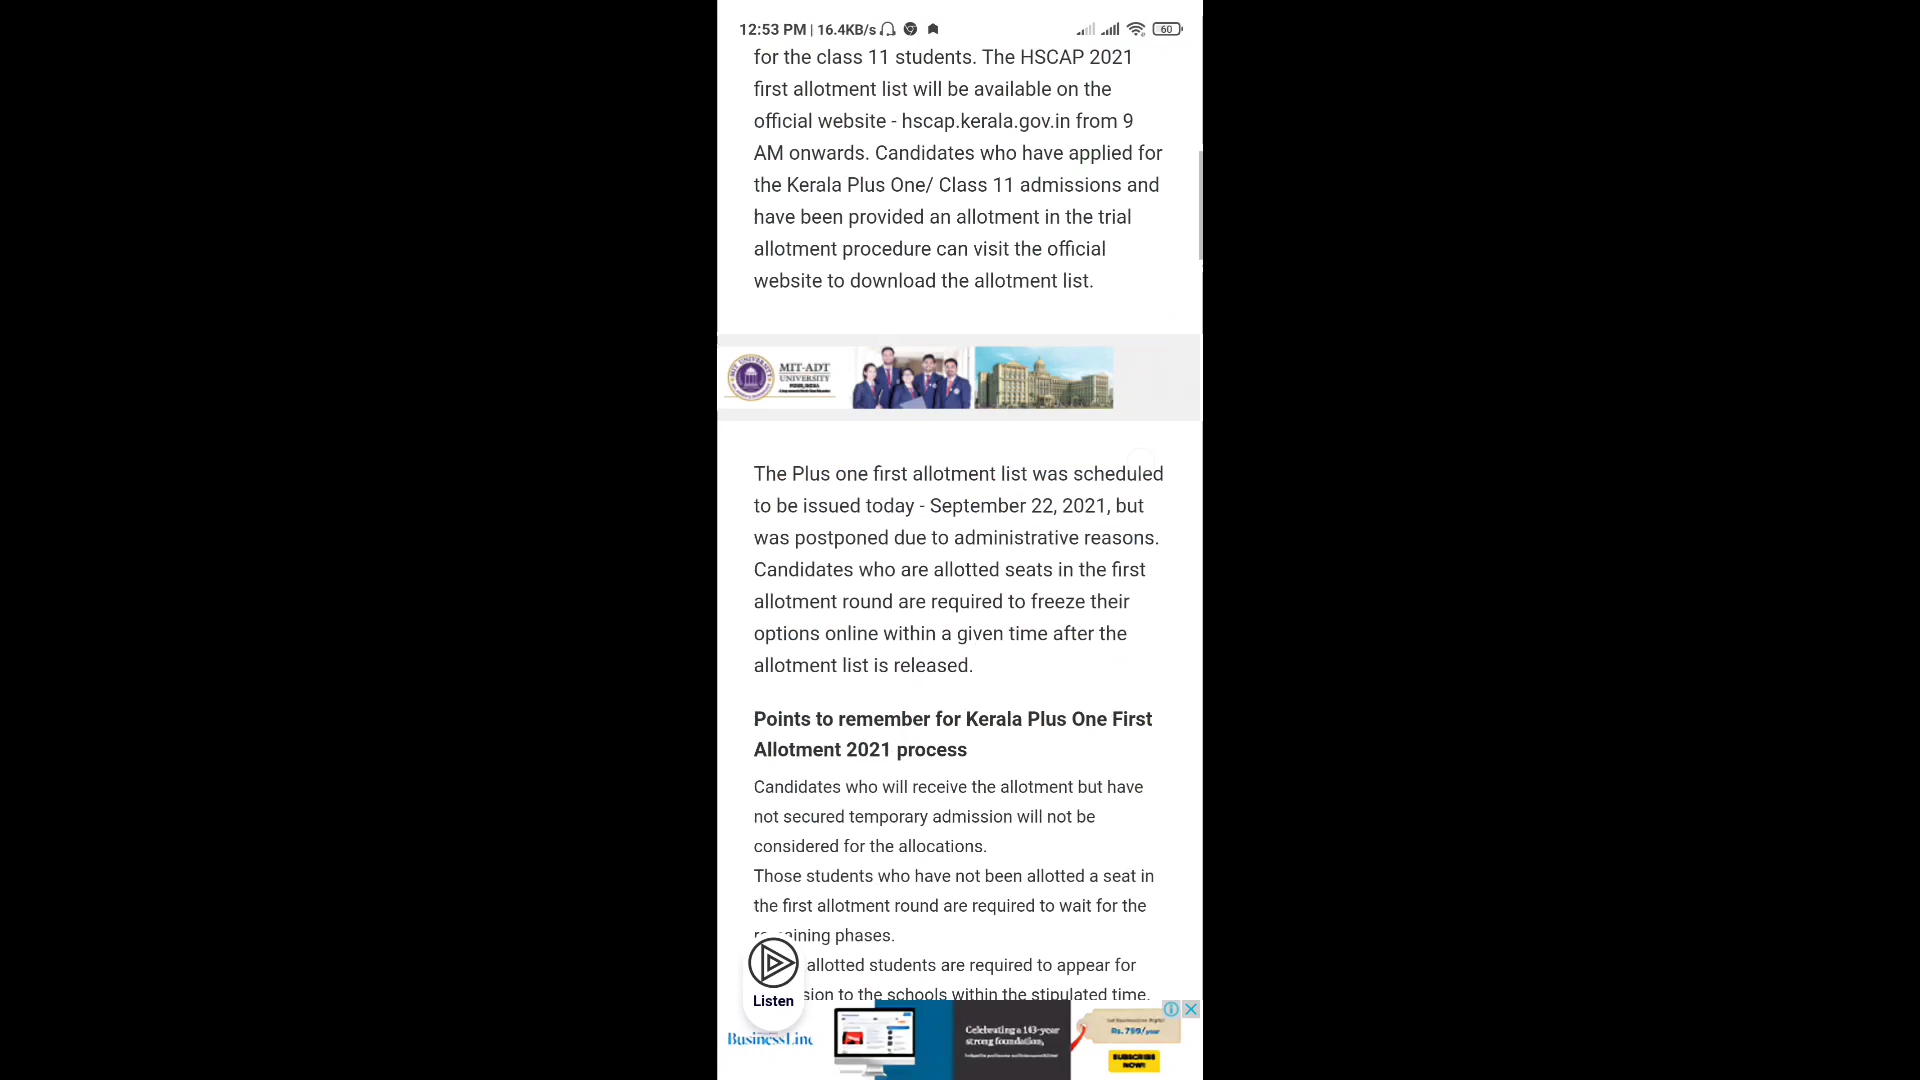 12:53 PM | 16.4KB/s
60
for the class 11 students. The HSCAP 2021
first allotment list will be available on the
official website - hscap.kerala.gov.in from 9
AM onwards. Candidates who have applied for
the Kerala Plus One/ Class 11 admissions and
have been provided an allotment in the trial
allotment procedure can visit the official
website to download the allotment list.
MIT-ADT
UNIVERSITY
The Plus one first allotment list was scheduled
to be issued today - September 22, 2021, but
was postponed due to administrative reasons.
Candidates who are allotted seats in the first
allotment round are required to freeze their
options online within a given time after the
allotment list is released.
Points to remember for Kerala Plus One First
Allotment 2021 process
Candidates who will receive the allotment but have
not secured temporary admission will not be
considered for the allocations.
Those students who have not been allotted a seat in
the first allotment round are required to wait for the
aining phases.
allotted students are required to appear for
sion to the schools within the stipulated time.
Listen
BusinessLine
Celebrating a 143-year
strong foundation,
Rs. 799/year
SUBSCRIBE
NOW!